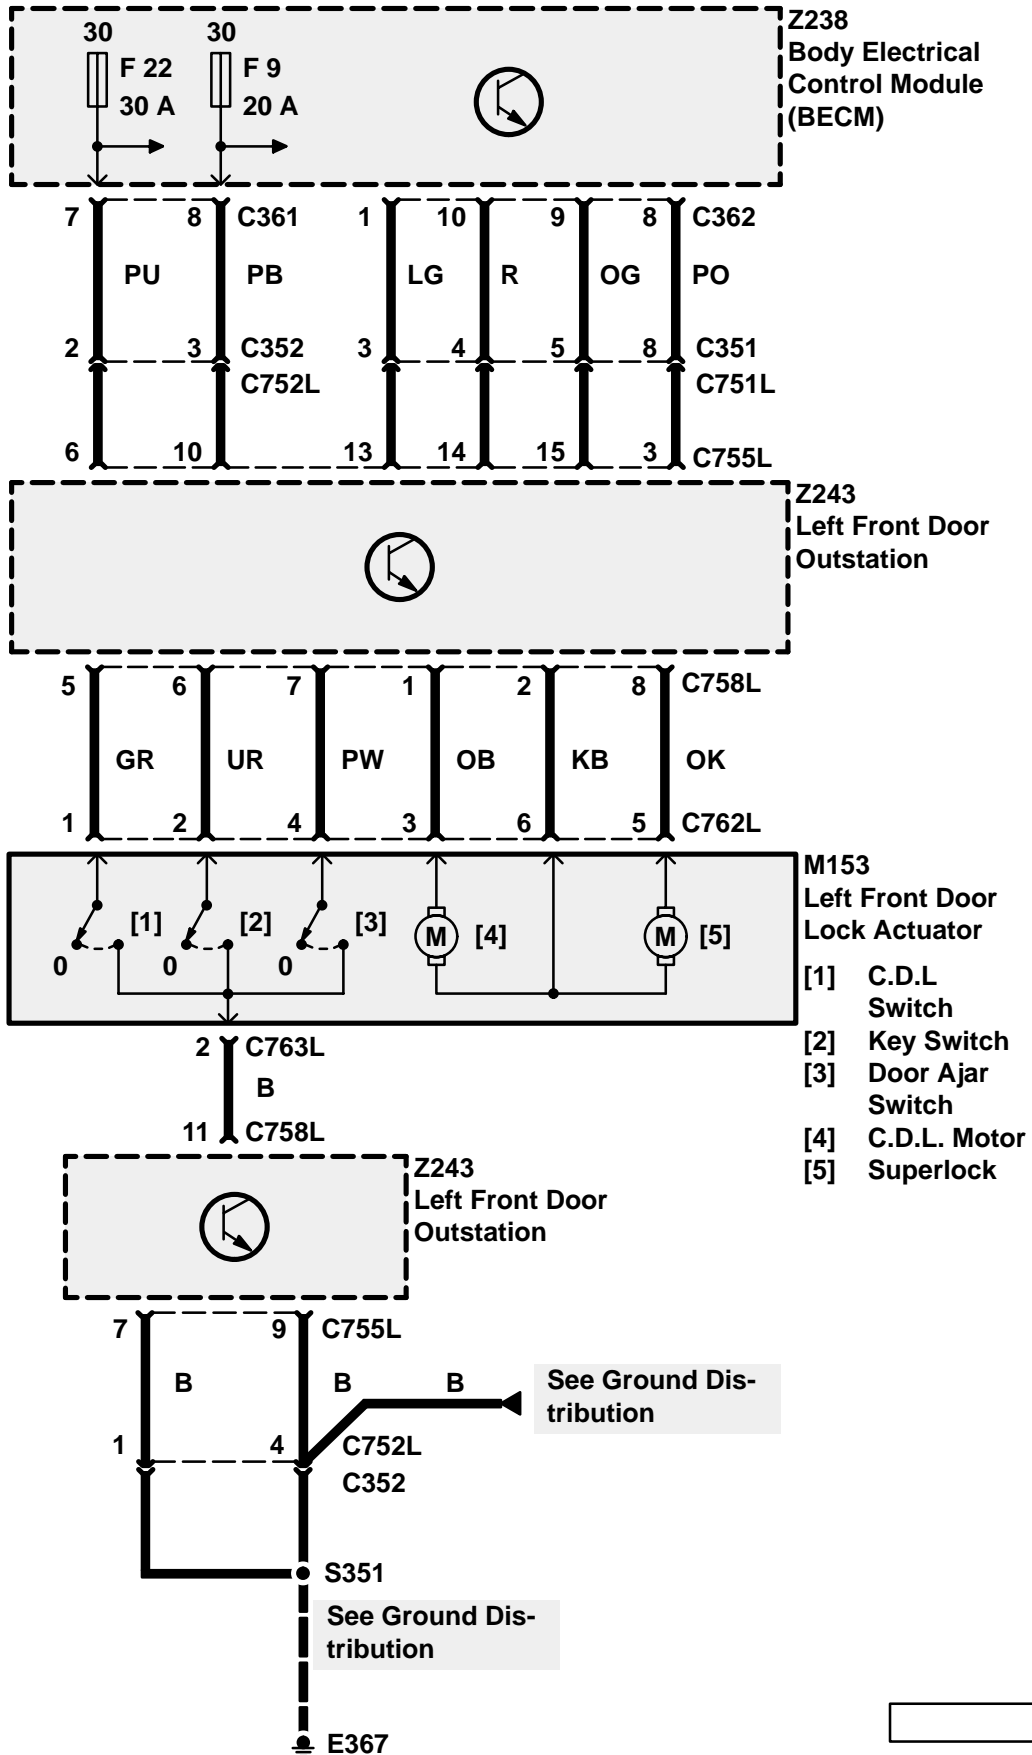 Z238
Body Electrical
Control Module
(BECM)
30 30
F 22 F 9
30 A 20 A
7 8 C361 1 10 9 8 C362
PU PB LG R OG PO
2 3 C352 3 4 5 8 C351
C752L C751L
6 10 13 14 15 3 C755L
Z243
Left Front Door
Outstation
5 6 7 1 2 8 C758L
GR UR PW OB KB OK
1 2 4 3 6 5 C762L
M153
Left Front Door
Lock Actuator
[1] [2] [3] M [4] M [5]
0 0 0
[1] C.D.L
Switch
[2] Key Switch
[3] Door Ajar
Switch
[4] C.D.L. Motor
[5] Superlock
2 C763L
B
11 C758L
Z243
Left Front Door
Outstation
7 9 C755L
B B B
See Ground Dis-
tribution
1 4 C752L
C352
S351
See Ground Dis-
tribution
E367